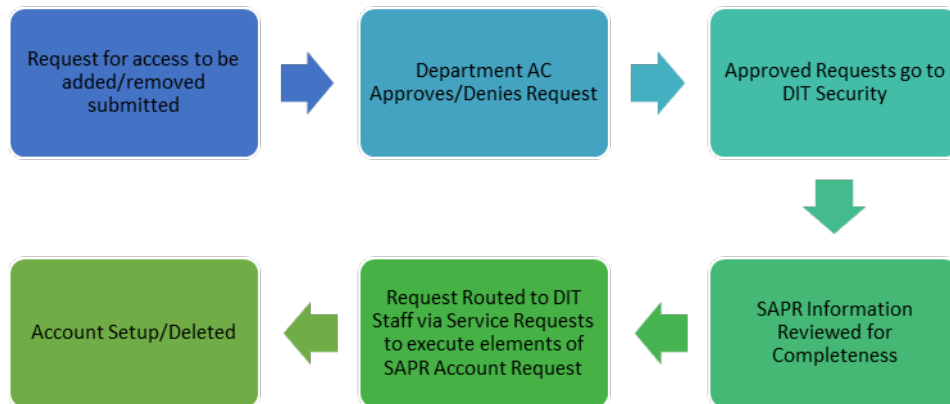 Request for access to be
added/removed
submitted
Department AC
Approves/Denies Request
Approved Requests go to
DIT Security
SAPR Information
Reviewed for
Completeness
Request Routed to DIT
Staff via Service Requests
to execute elements of
SAPR Account Request
Account Setup/Deleted